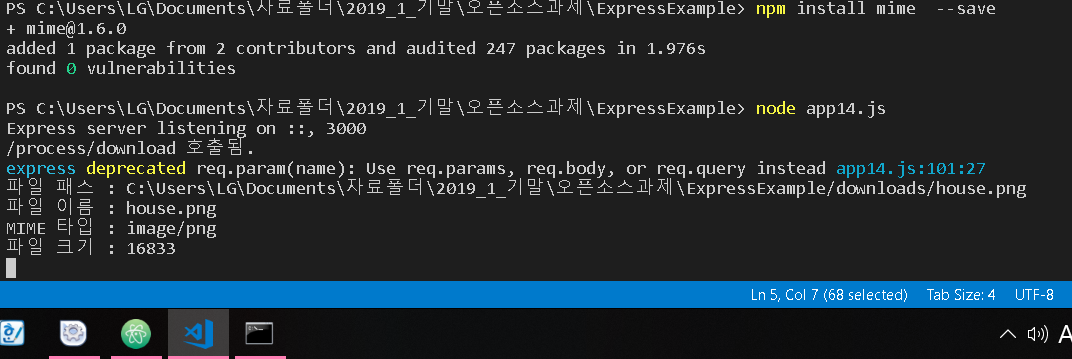 PS C:\Users\LG\Documents\자료폴더\2019_1_기말\오픈소스과제\ExpressExample> npm install mime  --save
+ mime@1.6.0
added 1 package from 2 contributors and audited 247 packages in 1.976s
found 0 vulnerabilities
PS C:\Users\LG\Documents\자료폴더\2019_1_기말\오픈소스과제\ExpressExample> node app14.js
Express server listening on ::, 3000
/process/download 호출됨.
express deprecated req.param(name): Use req.params, req.body, or req.query instead app14.js:101:27
파일 패스 : C:\Users\LG\Documents\자료폴더\2019_1_기말\오픈소스과제\ExpressExample/downloads/house.png
파일 이름 : house.png
MIME 타입 : image/png
파일 크기 : 16833
Ln 5, Col 7 (68 selected) Tab Size: 4 UTF-8
A